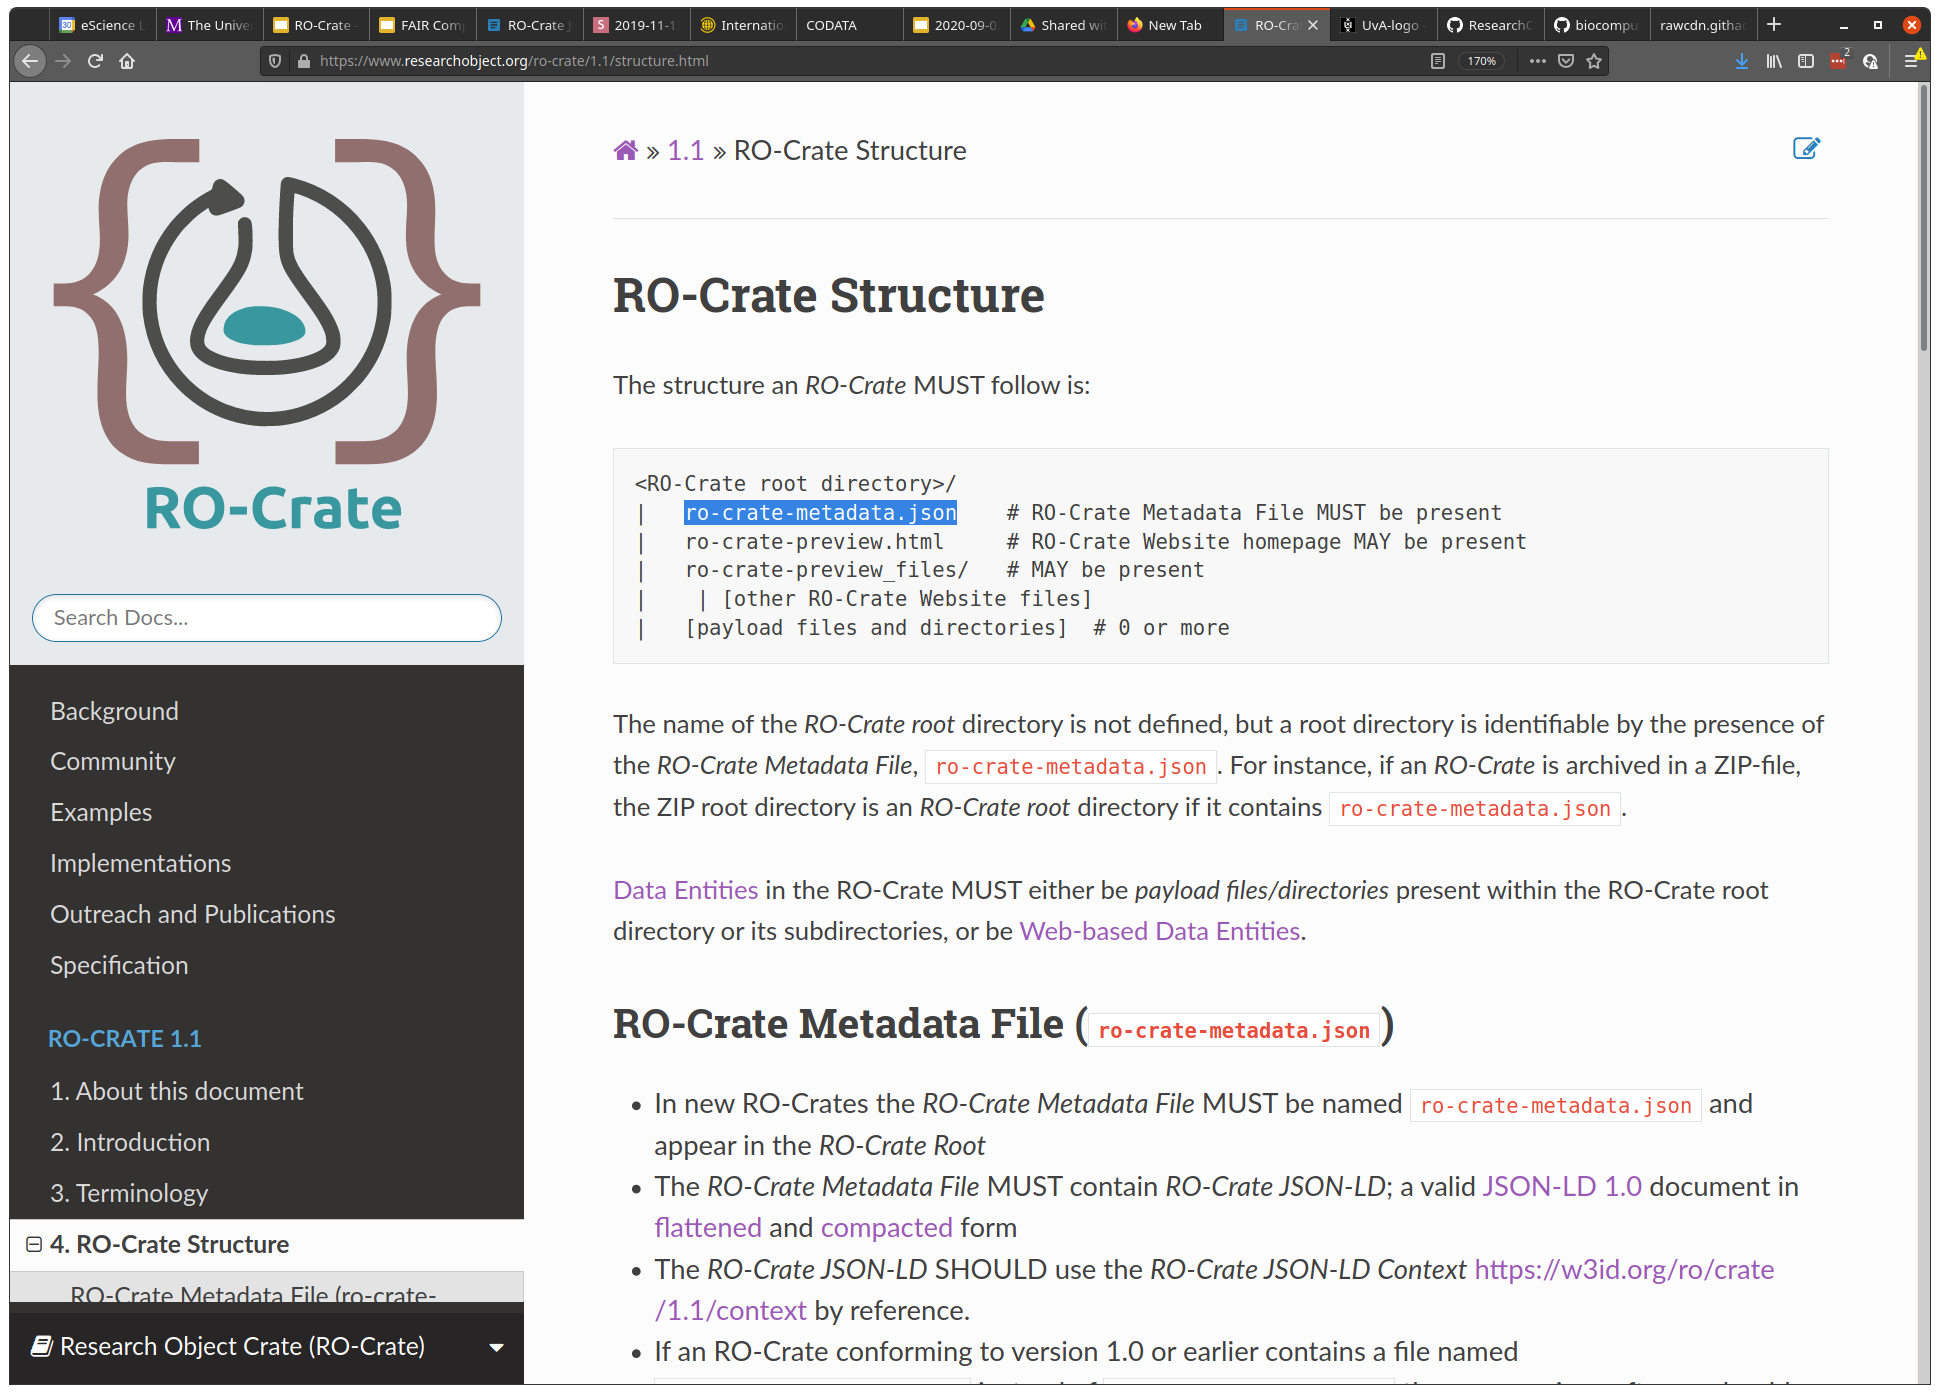 eScience
The Unive
RO-Crate
FAIR Com
RO-Crate
2019-11-1
Internatio
CODATA
2020-09-0
Shared wi
New Tab
RO-Cra
UvA-logo
ResearchO
biocompu
rawcdn.githac
https://www.researchobject.org/ro-crate/1.1/structure.html
170%
2
RO-Crate
Search Docs...
Background
Community
Examples
Implementations
Outreach and Publications
Specification
RO-CRATE 1.1
1. About this document
2. Introduction
3. Terminology
4. RO-Crate Structure
RO-Crate Metadata File (ro-crate-
Research Object Crate (RO-Crate)
» 1.1 » RO-Crate Structure
RO-Crate Structure
The structure an RO-Crate MUST follow is:
<RO-Crate root directory>/
| ro-crate-metadata.json # RO-Crate Metadata File MUST be present
| ro-crate-preview.html # RO-Crate Website homepage MAY be present
| ro-crate-preview_files/ # MAY be present
| | [other RO-Crate Website files]
| [payload files and directories] # 0 or more
The name of the RO-Crate root directory is not defined, but a root directory is identifiable by the presence of
the RO-Crate Metadata File, ro-crate-metadata.json . For instance, if an RO-Crate is archived in a ZIP-file,
the ZIP root directory is an RO-Crate root directory if it contains ro-crate-metadata.json .
Data Entities in the RO-Crate MUST either be payload files/directories present within the RO-Crate root
directory or its subdirectories, or be Web-based Data Entities.
RO-Crate Metadata File ( ro-crate-metadata.json )
• In new RO-Crates the RO-Crate Metadata File MUST be named ro-crate-metadata.json and
appear in the RO-Crate Root
• The RO-Crate Metadata File MUST contain RO-Crate JSON-LD; a valid JSON-LD 1.0 document in
flattened and compacted form
• The RO-Crate JSON-LD SHOULD use the RO-Crate JSON-LD Context https://w3id.org/ro/crate
/1.1/context by reference.
• If an RO-Crate conforming to version 1.0 or earlier contains a file named